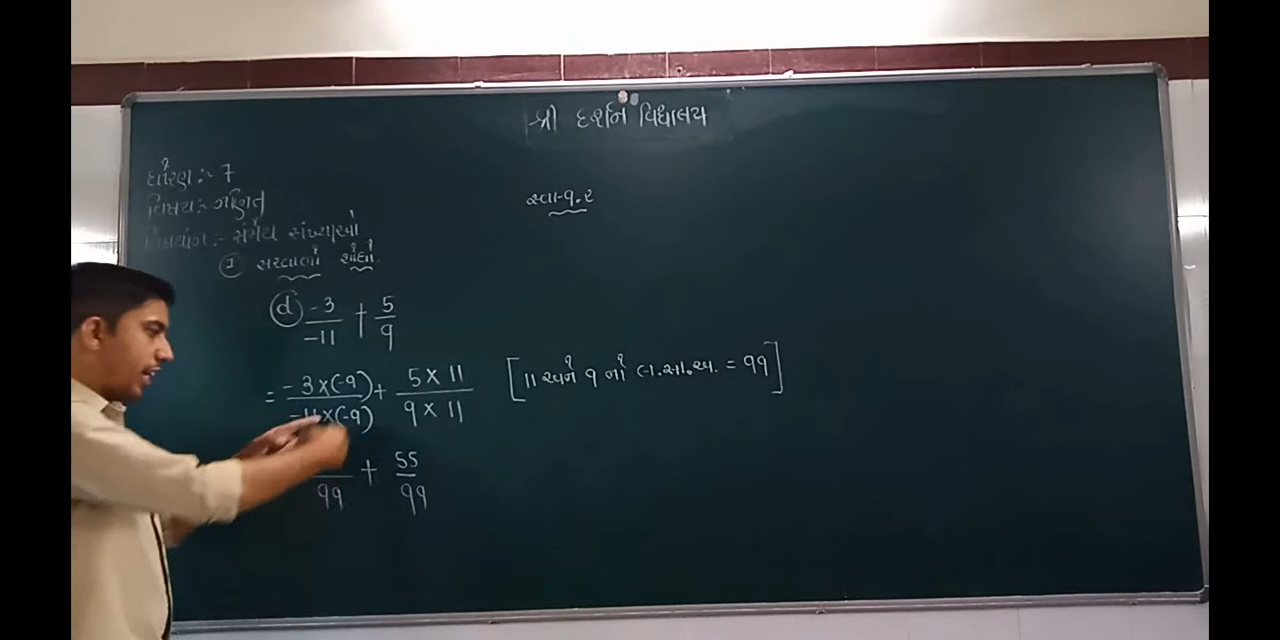 શ્રી દર્શન વિધાલય
ધોરણ :- 7
વિષય :- ગણિત
સંમેય સંખ્યાઓ
સ્વા-૧.૨
1 સરવાળો શોધો
(d) -3/-11 + 5/9
= -3×(-9)/-11×(-9) + 5 × 11/9 × 11 [11 અને 9 નો લ.સા.અ. = 99]
/99 + 55/99